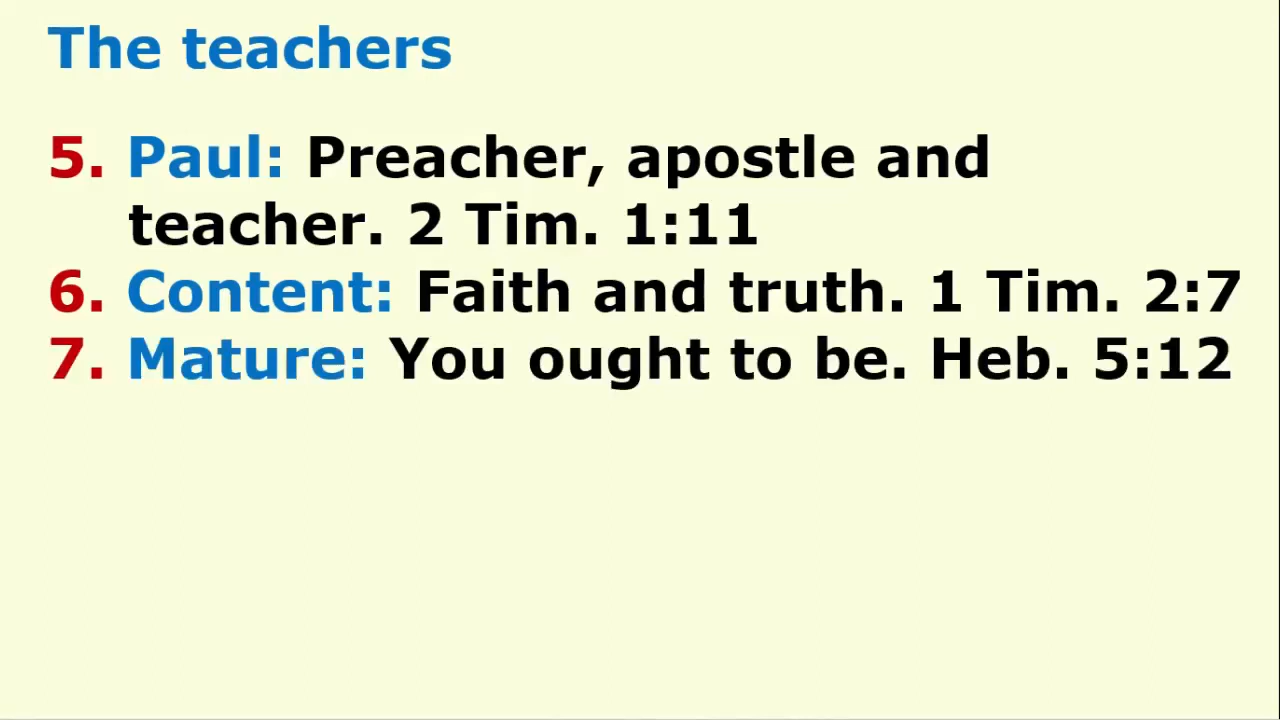 The teachers
5. Paul: Preacher, apostle and
teacher. 2 Tim. 1:11
6. Content: Faith and truth. 1 Tim. 2:7
7. Mature: You ought to be. Heb. 5:12